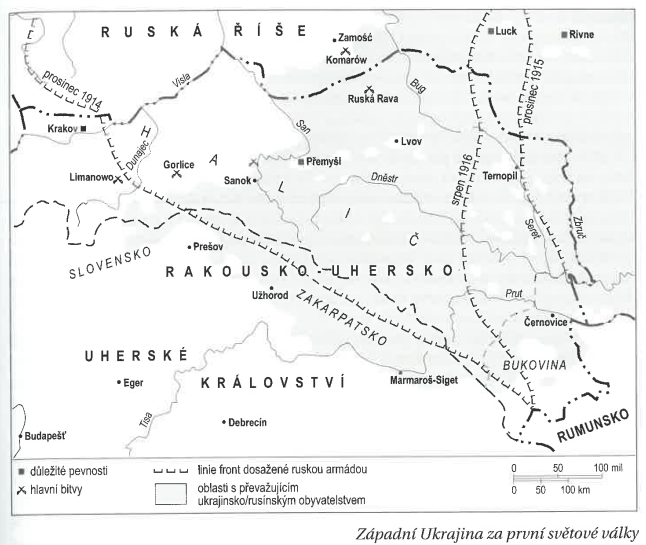 RUSKÁ ŘÍŠE
Zamość
Komarów
Luck
Rivne
prosinec 1914
Visla
Bug
prosinec 1915
Ruská Rava
Krakov
HALIČ
Dunajec
San
Lvov
Gorlice
Přemyšl
Limanowo
Sanok
Dněstr
srpen 1916
Ternopil
Seret
Zbruč
SLOVENSKO
Prešov
RAKOUSKO-UHERSKO
Užhorod
ZAKARPATSKO
Prut
Černovice
BUKOVINA
UHERSKÉ
KRÁLOVSTVÍ
Eger
Marmaroš-Siget
Tisa
Debrecín
Budapešť
RUMUNSKO
důležité pevnosti
hlavní bitvy
linie front dosažené ruskou armádou
oblasti s převažujícím
ukrajinsko/rusínským obyvatelstvem
0 50 100 mil
0 50 100 km
Západní Ukrajina za první světové války